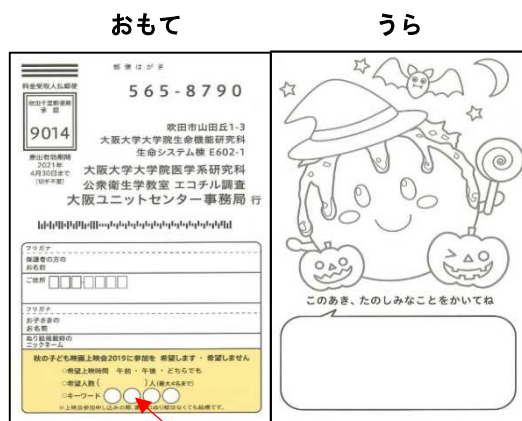 おもて
うら
郵便はがき
料金受取人払郵便
吹田千里郵便局
承認
9014
差出有効期間
2021年
4月30日まで
(切手不要)
565-8790
吹田市山田丘1-3
大阪大学大学院生命機能研究科
生命システム棟 E602-1
大阪大学大学院医学系研究科
公衆衛生学教室 エコチル調査
大阪ユニットセンター事務局 行
フリガナ
保護者の方の
お名前
ご住所
フリガナ
お子さまの
お名前
ぬり絵掲載時の
ニックネーム
秋の子ども映画上映会2019に参加を 希望します ・ 希望しません
○希望上映時間 午前 ・ 午後 ・ どちらでも
○希望人数 ( )人(最大4名まで)
○キーワード
このあき、たのしみなことをかいてね